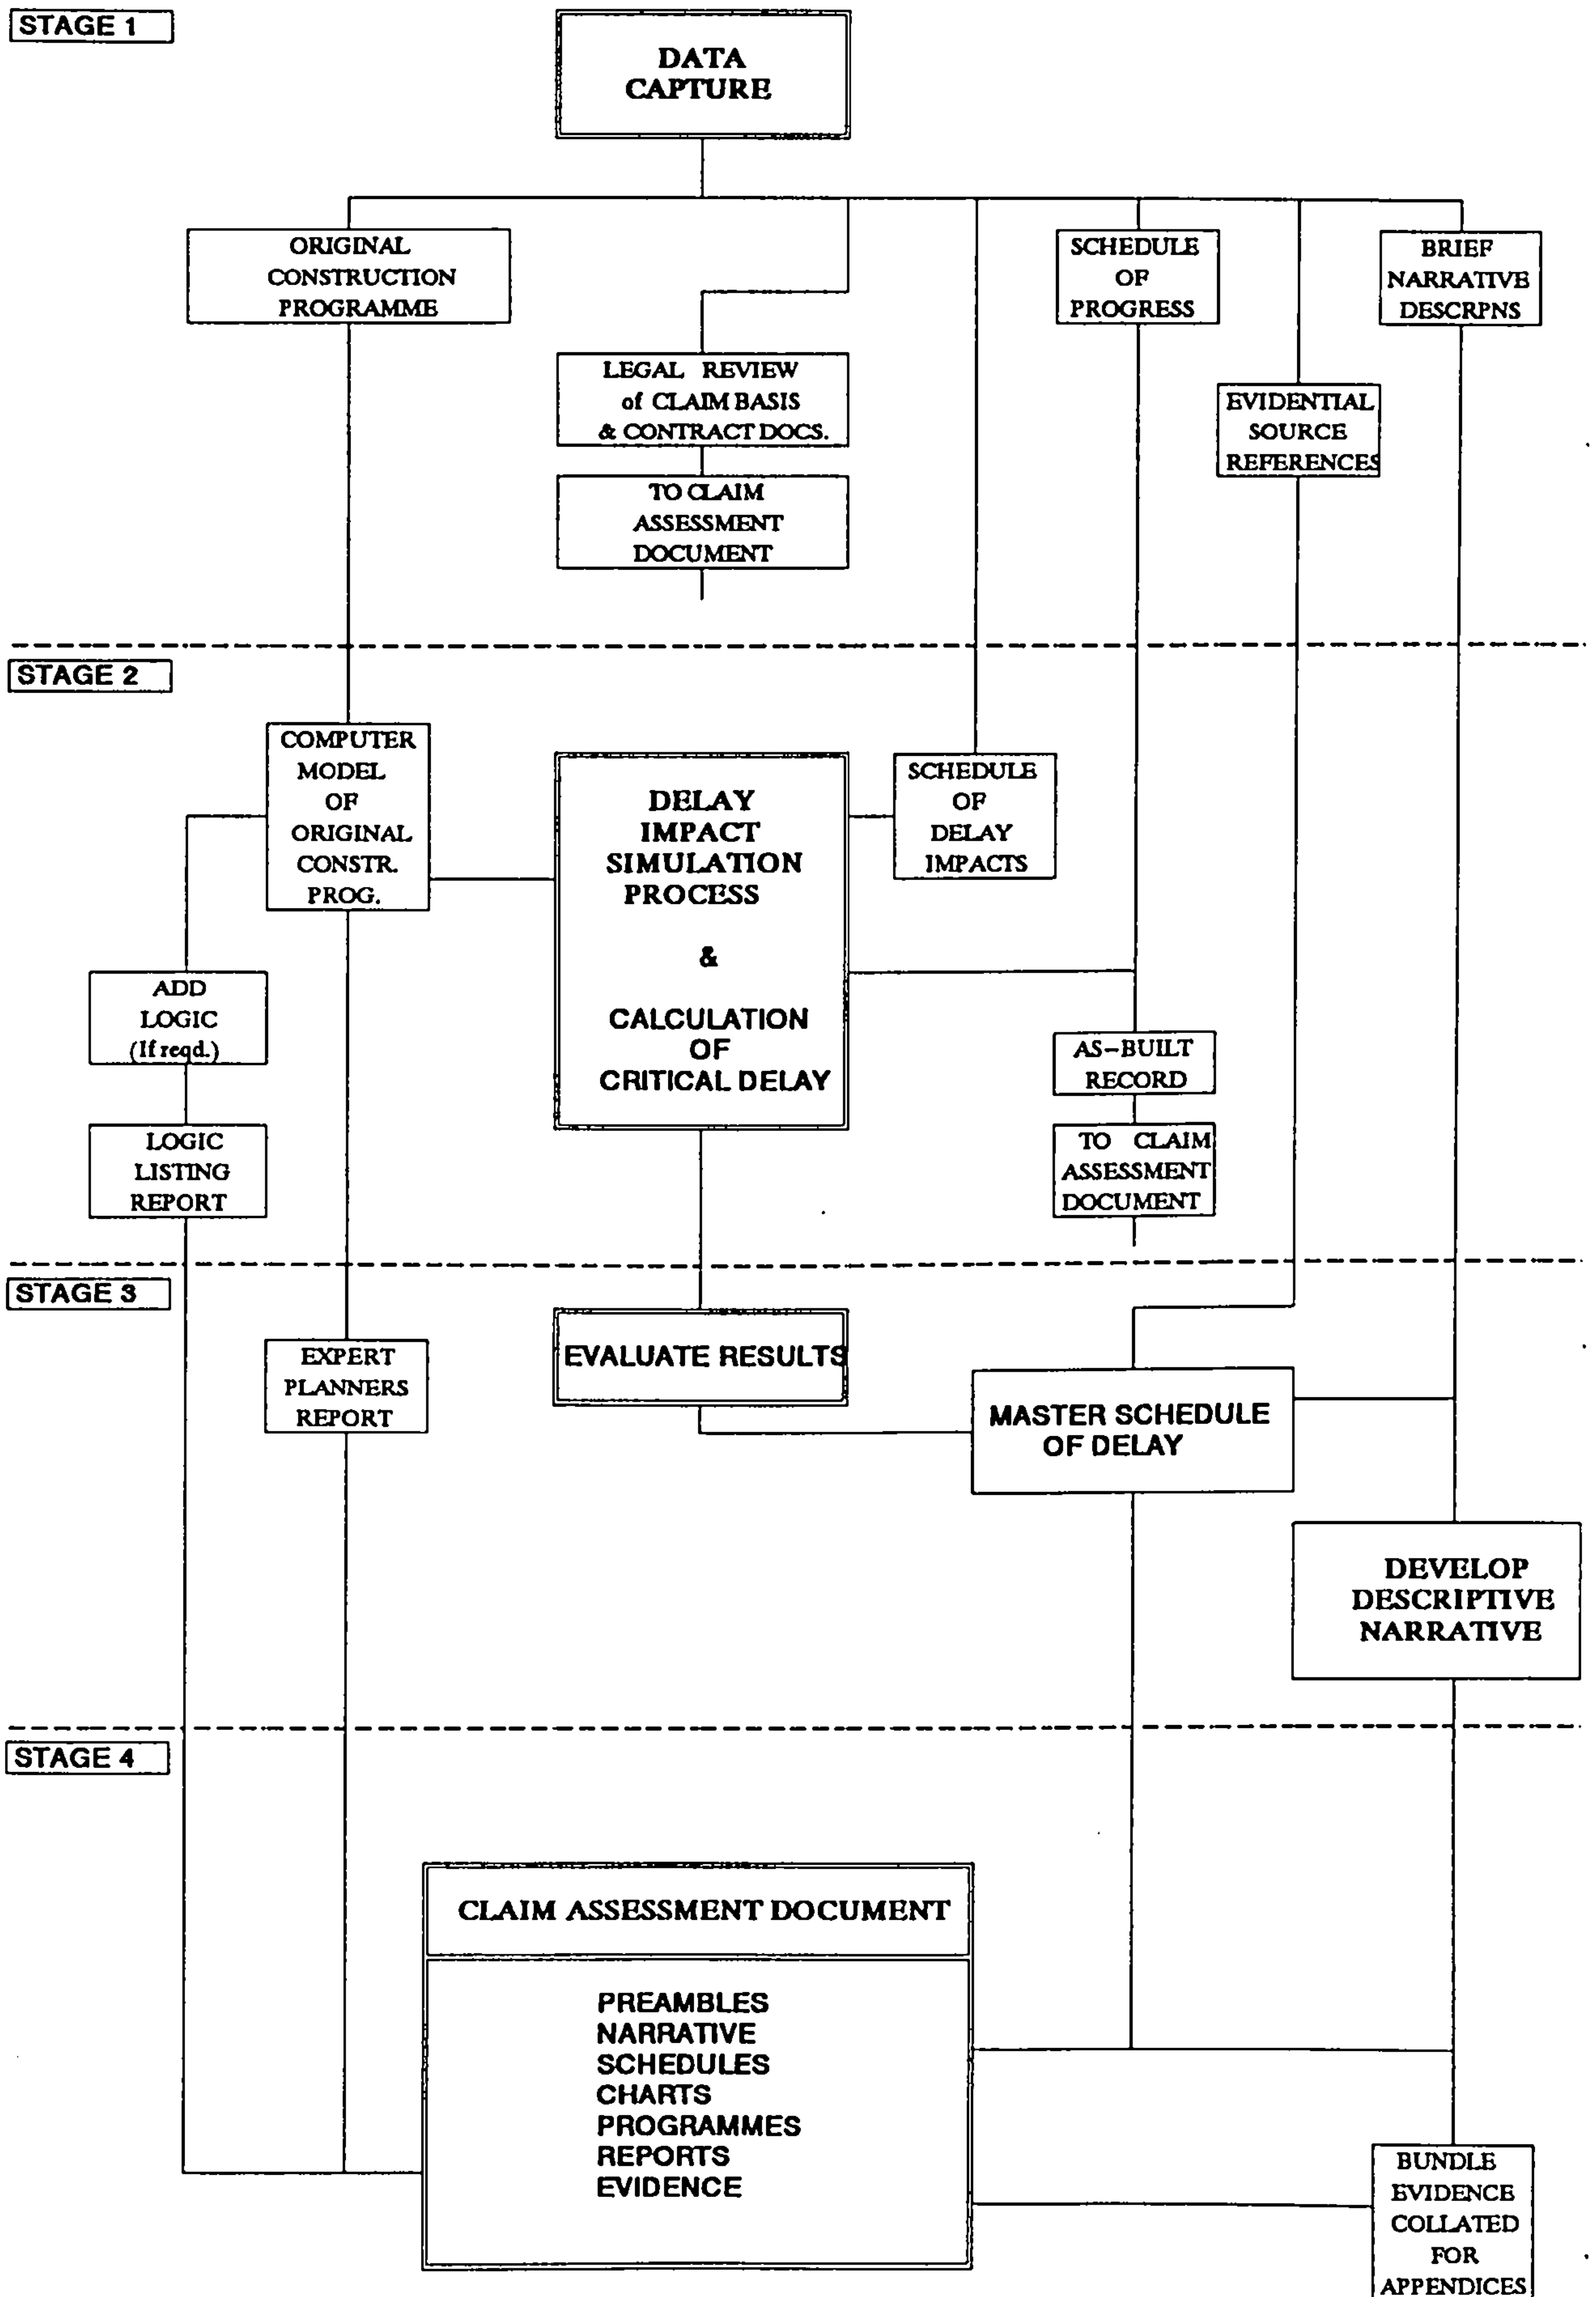 STAGE 1
DATA
CAPTURE
ORIGINAL
CONSTRUCTION
PROGRAMME
SCHEDULE
OF
PROGRESS
BRIEF
NARRATIVE
DESCRPNS
LEGAL REVIEW
of CLAIM BASIS
& CONTRACT DOCS.
EVIDENTIAL
SOURCE
REFERENCES
TO CLAIM
ASSESSMENT
DOCUMENT
STAGE 2
COMPUTER
MODEL
OF
ORIGINAL
CONSTR.
PROG.
DELAY
IMPACT
SIMULATION
PROCESS
&
CALCULATION
OF
CRITICAL DELAY
SCHEDULE
OF
DELAY
IMPACTS
ADD
LOGIC
(If reqd.)
AS-BUILT
RECORD
LOGIC
LISTING
REPORT
TO CLAIM
ASSESSMENT
DOCUMENT
STAGE 3
EXPERT
PLANNERS
REPORT
EVALUATE RESULTS
MASTER SCHEDULE
OF DELAY
DEVELOP
DESCRIPTIVE
NARRATIVE
STAGE 4
CLAIM ASSESSMENT DOCUMENT
PREAMBLES
NARRATIVE
SCHEDULES
CHARTS
PROGRAMMES
REPORTS
EVIDENCE
BUNDLE
EVIDENCE
COLLATED
FOR
APPENDICES